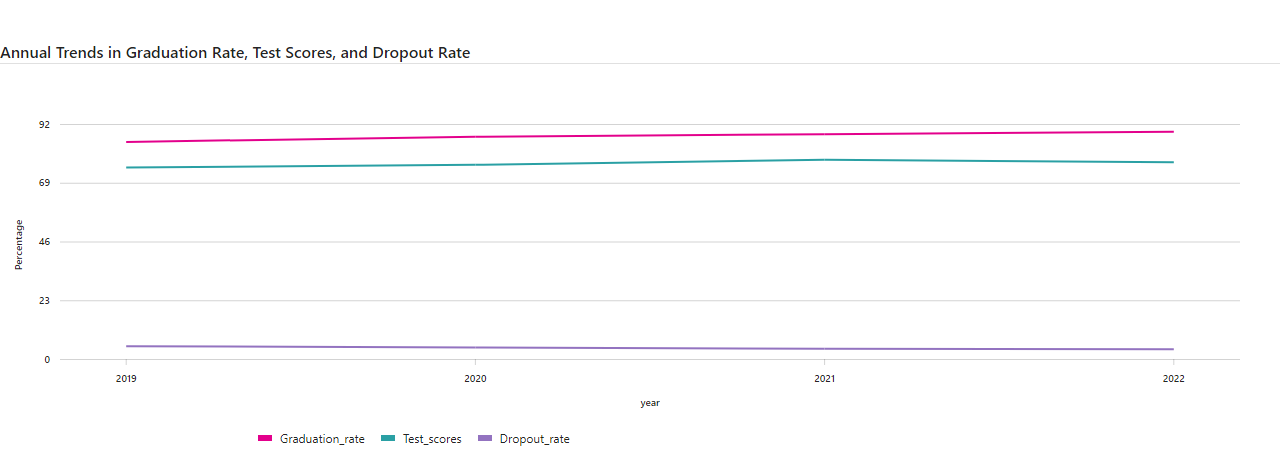 Annual Trends in Graduation Rate, Test Scores, and Dropout Rate
92
69
46
23
0
Percentage
2019 2020 2021 2022
year
Graduation_rate Test_scores Dropout_rate